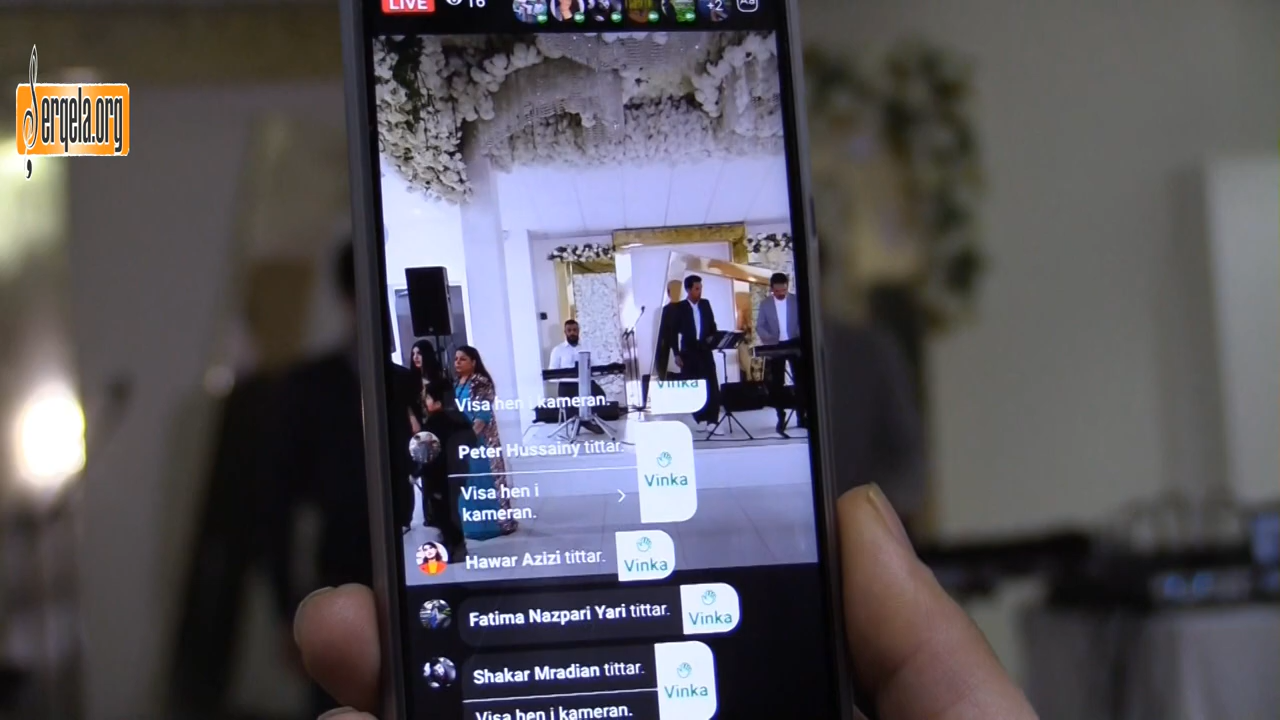 LIVE 16
+2 Aa
Serqela.org
Visa hen i kameran.
Vinka
Peter Hussainy tittar.
Visa hen i
kameran.
Vinka
Hawar Azizi tittar.
Vinka
Fatima Nazpari Yari tittar.
Vinka
Shakar Mradian tittar.
Vinka
Visa hen i kameran.